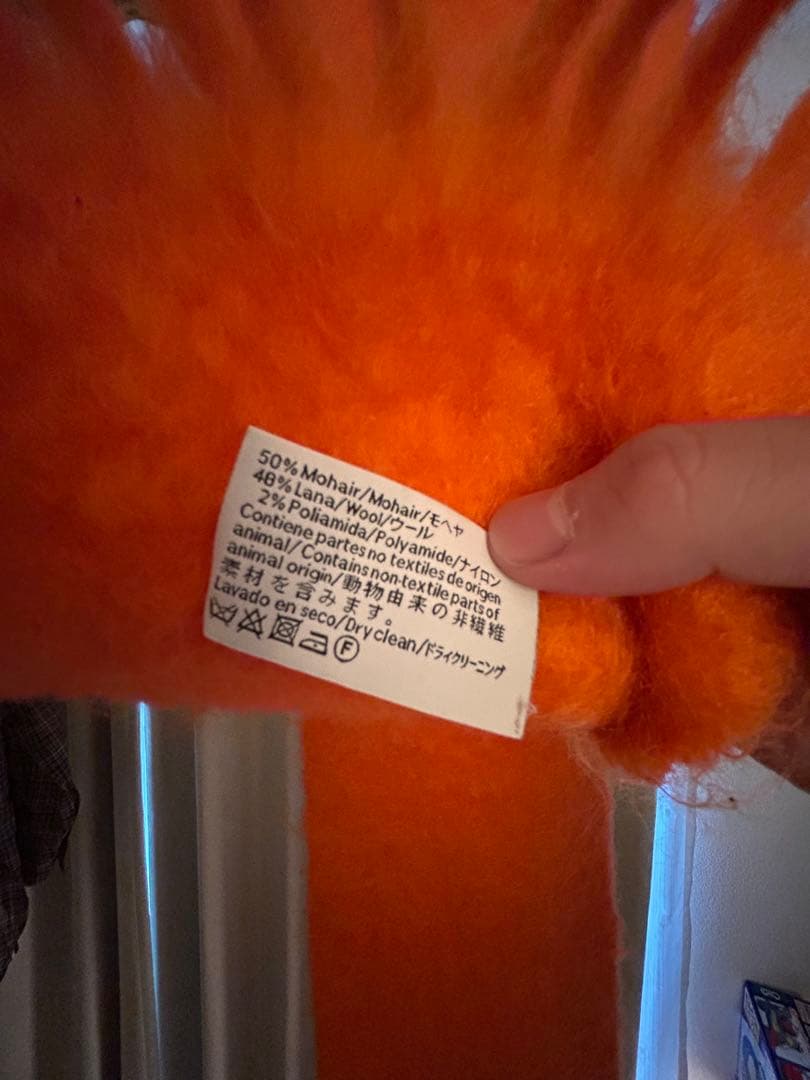 50% Mohair/Mohair/モヘヤ
48% Lana/Wool/ウール
2% Poliamida/Polyamide/ナイロン
Contiene partes no textiles de origen
animal/Contains non-textile parts of
animal origin/動物由来の非繊維
素材を含みます。
Lavado en seco/Dry clean/ドライクリーニング
F